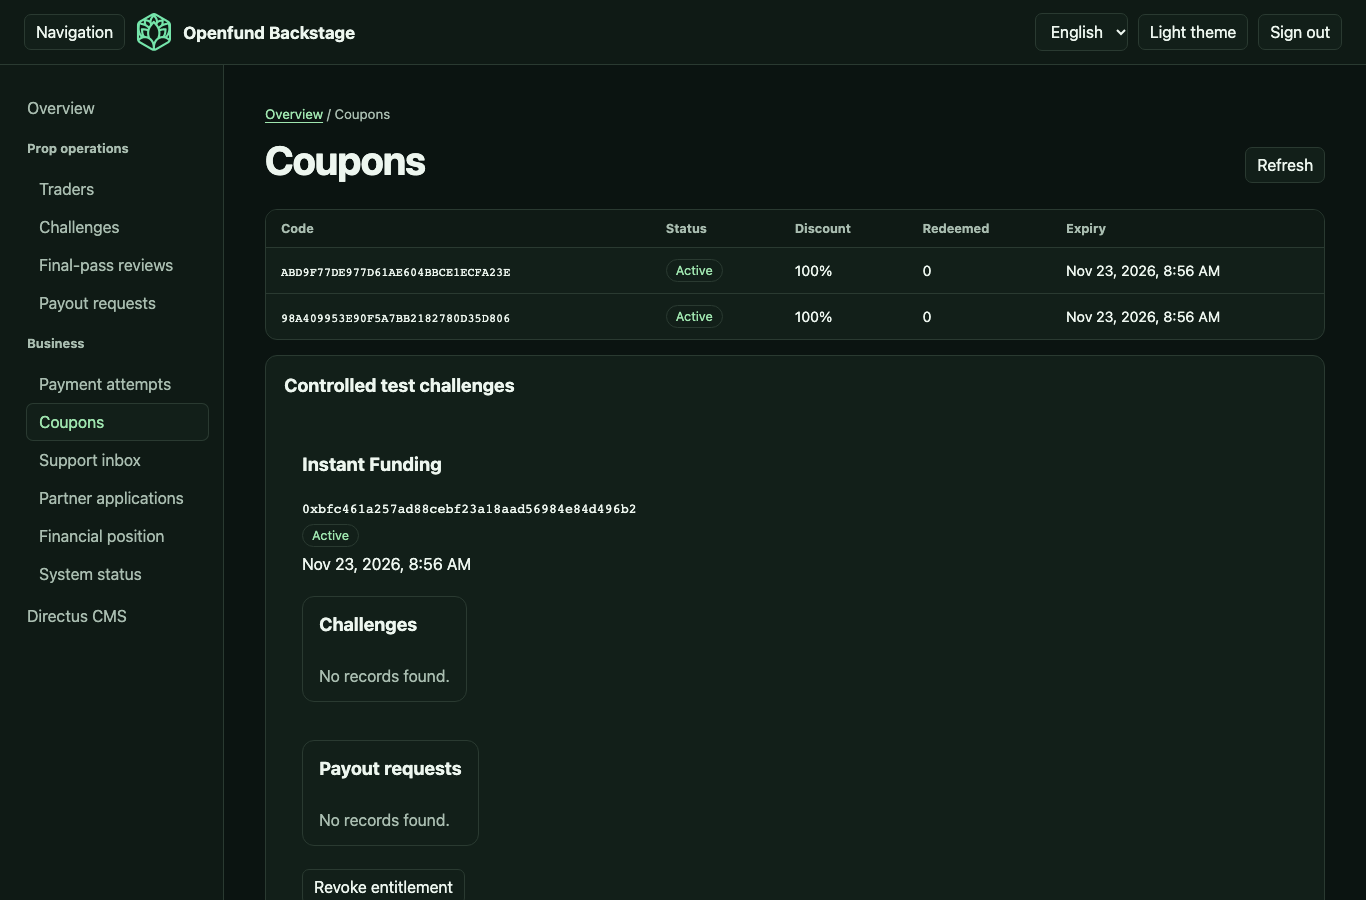 Navigation
Openfund Backstage
English
Light theme
Sign out
Overview
Prop operations
Traders
Challenges
Final-pass reviews
Payout requests
Business
Payment attempts
Coupons
Support inbox
Partner applications
Financial position
System status
Directus CMS
Overview / Coupons
Coupons
Refresh
Code Status Discount Redeemed Expiry
ABD9F77DE977D61AE604BBCE1ECFA23E Active 100% 0 Nov 23, 2026, 8:56 AM
98A409953E90F5A7BB2182780D35D806 Active 100% 0 Nov 23, 2026, 8:56 AM
Controlled test challenges
Instant Funding
0xbfc461a257ad88cebf23a18aad56984e84d496b2
Active
Nov 23, 2026, 8:56 AM
Challenges
No records found.
Payout requests
No records found.
Revoke entitlement